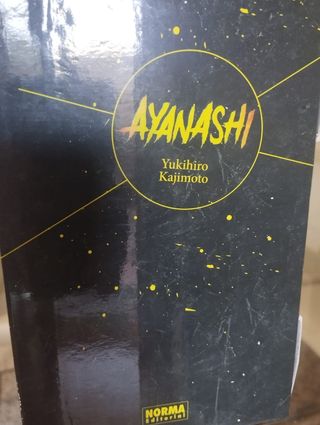 AYANASHI
Yukihiro
Kajimoto
NORMA
Editorial